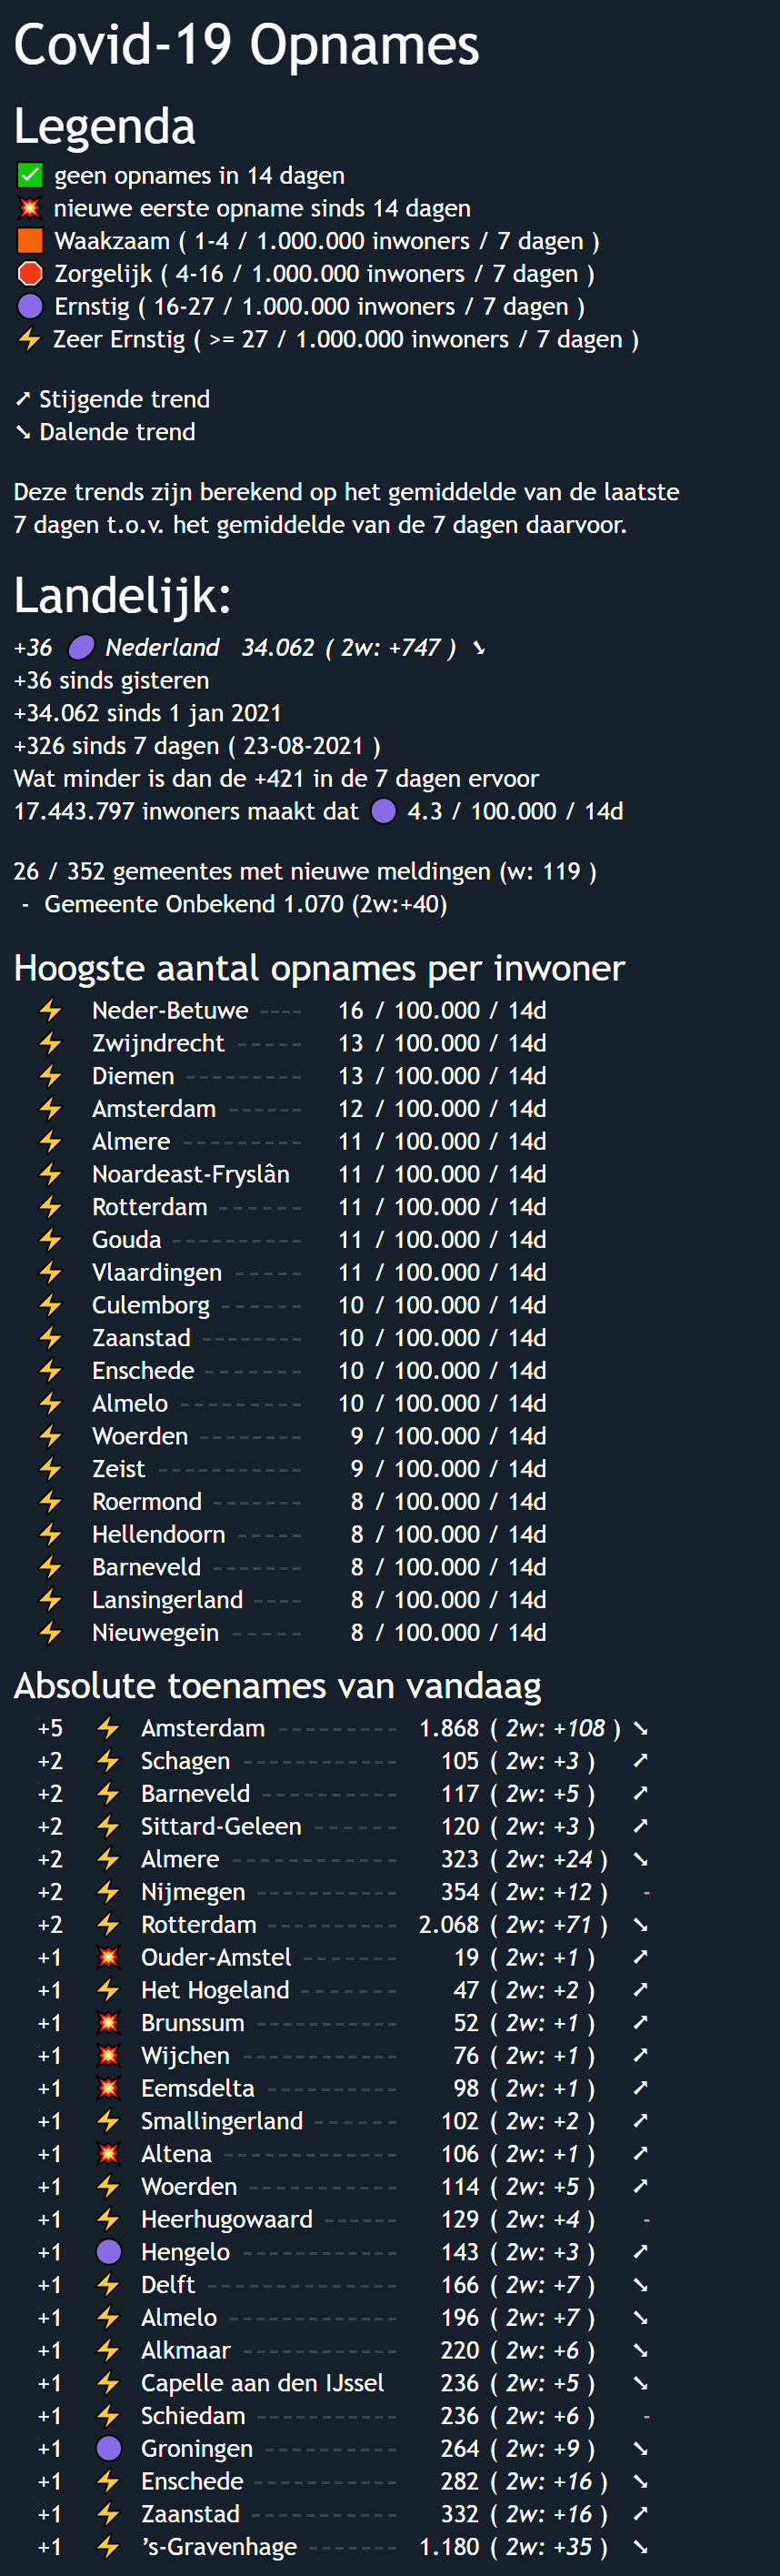 Covid-19 Opnames
Legenda
✅ geen opnames in 14 dagen
💥 nieuwe eerste opname sinds 14 dagen
🟧 Waakzaam ( 1-4 / 1.000.000 inwoners / 7 dagen )
🛑 Zorgelijk ( 4-16 / 1.000.000 inwoners / 7 dagen )
🟣 Ernstig ( 16-27 / 1.000.000 inwoners / 7 dagen )
⚡ Zeer Ernstig ( >= 27 / 1.000.000 inwoners / 7 dagen )
➚ Stijgende trend
➘ Dalende trend
Deze trends zijn berekend op het gemiddelde van de laatste
7 dagen t.o.v. het gemiddelde van de 7 dagen daarvoor.
Landelijk:
+36 🟣 Nederland 34.062 ( 2w: +747 ) ➘
+36 sinds gisteren
+34.062 sinds 1 jan 2021
+326 sinds 7 dagen ( 23-08-2021 )
Wat minder is dan de +421 in de 7 dagen ervoor
17.443.797 inwoners maakt dat 🟣 4.3 / 100.000 / 14d
26 / 352 gemeentes met nieuwe meldingen (w: 119 )
- Gemeente Onbekend 1.070 (2w:+40)
Hoogste aantal opnames per inwoner
⚡ Neder-Betuwe ---- 16 / 100.000 / 14d
⚡ Zwijndrecht ----- 13 / 100.000 / 14d
⚡ Diemen --------- 13 / 100.000 / 14d
⚡ Amsterdam ------ 12 / 100.000 / 14d
⚡ Almere --------- 11 / 100.000 / 14d
⚡ Noardeast-Fryslân 11 / 100.000 / 14d
⚡ Rotterdam ------ 11 / 100.000 / 14d
⚡ Gouda ---------- 11 / 100.000 / 14d
⚡ Vlaardingen ----- 11 / 100.000 / 14d
⚡ Culemborg ------ 10 / 100.000 / 14d
⚡ Zaanstad -------- 10 / 100.000 / 14d
⚡ Enschede -------- 10 / 100.000 / 14d
⚡ Almelo --------- 10 / 100.000 / 14d
⚡ Woerden -------- 9 / 100.000 / 14d
⚡ Zeist ----------- 9 / 100.000 / 14d
⚡ Roermond ------- 8 / 100.000 / 14d
⚡ Hellendoorn ----- 8 / 100.000 / 14d
⚡ Barneveld ------- 8 / 100.000 / 14d
⚡ Lansingerland ---- 8 / 100.000 / 14d
⚡ Nieuwegein ----- 8 / 100.000 / 14d
Absolute toenames van vandaag
+5 ⚡ Amsterdam --------- 1.868 ( 2w: +108 ) ➘
+2 ⚡ Schagen ------------ 105 ( 2w: +3 ) ➚
+2 ⚡ Barneveld ---------- 117 ( 2w: +5 ) ➚
+2 ⚡ Sittard-Geleen ------ 120 ( 2w: +3 ) ➚
+2 ⚡ Almere ------------- 323 ( 2w: +24 ) ➘
+2 ⚡ Nijmegen ----------- 354 ( 2w: +12 ) -
+2 ⚡ Rotterdam ---------- 2.068 ( 2w: +71 ) ➘
+1 💥 Ouder-Amstel ------- 19 ( 2w: +1 ) ➚
+1 ⚡ Het Hogeland ------- 47 ( 2w: +2 ) ➚
+1 💥 Brunssum ----------- 52 ( 2w: +1 ) ➚
+1 💥 Wijchen ------------ 76 ( 2w: +1 ) ➚
+1 💥 Eemsdelta ---------- 98 ( 2w: +1 ) ➚
+1 ⚡ Smallingerland ------ 102 ( 2w: +2 ) ➚
+1 💥 Altena ------------- 106 ( 2w: +1 ) ➚
+1 ⚡ Woerden ----------- 114 ( 2w: +5 ) ➚
+1 ⚡ Heerhugowaard ------ 129 ( 2w: +4 ) -
+1 🟣 Hengelo ------------ 143 ( 2w: +3 ) ➚
+1 ⚡ Delft --------------- 166 ( 2w: +7 ) ➘
+1 ⚡ Almelo ------------- 196 ( 2w: +7 ) ➘
+1 ⚡ Alkmaar ------------ 220 ( 2w: +6 ) ➘
+1 ⚡ Capelle aan den IJssel 236 ( 2w: +5 ) ➘
+1 ⚡ Schiedam ----------- 236 ( 2w: +6 ) -
+1 🟣 Groningen ---------- 264 ( 2w: +9 ) ➘
+1 ⚡ Enschede ----------- 282 ( 2w: +16 ) ➘
+1 ⚡ Zaanstad ----------- 332 ( 2w: +16 ) ➚
+1 ⚡ ’s-Gravenhage ------- 1.180 ( 2w: +35 ) ➘